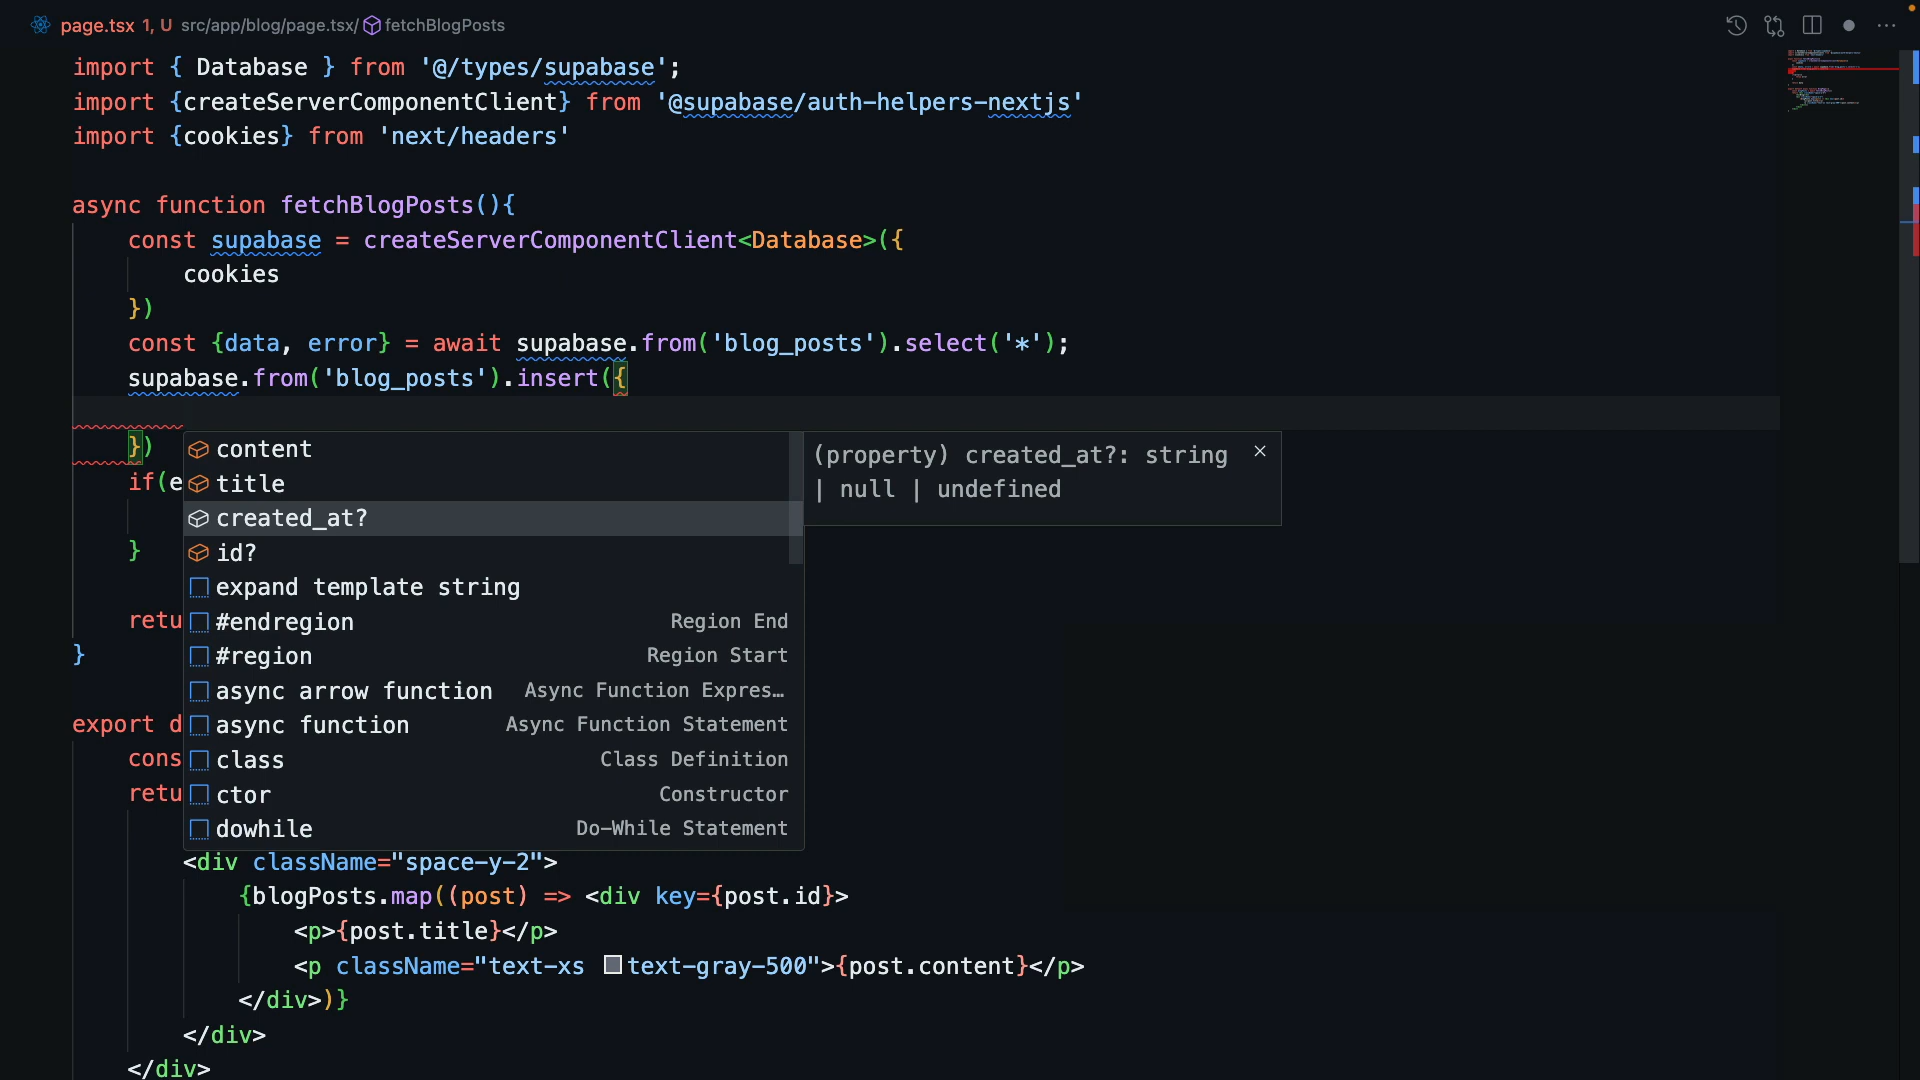 page.tsx 1, U src/app/blog/page.tsx/ fetchBlogPosts
import { Database } from '@/types/supabase';
import {createServerComponentClient} from '@supabase/auth-helpers-nextjs'
import {cookies} from 'next/headers'
async function fetchBlogPosts(){
const supabase = createServerComponentClient<Database>({
cookies
})
const {data, error} = await supabase.from('blog_posts').select('*');
supabase.from('blog_posts').insert({
})
if(e
}
retu
}
content
title
created_at?
id?
expand template string
#endregion Region End
#region Region Start
async arrow function Async Function Expres…
async function Async Function Statement
class Class Definition
ctor Constructor
dowhile Do-While Statement
(property) created_at?: string
| null | undefined
export d
cons
retu
<div className="space-y-2">
{blogPosts.map((post) => <div key={post.id}>
<p>{post.title}</p>
<p className="text-xs text-gray-500">{post.content}</p>
</div>)}
</div>
</div>